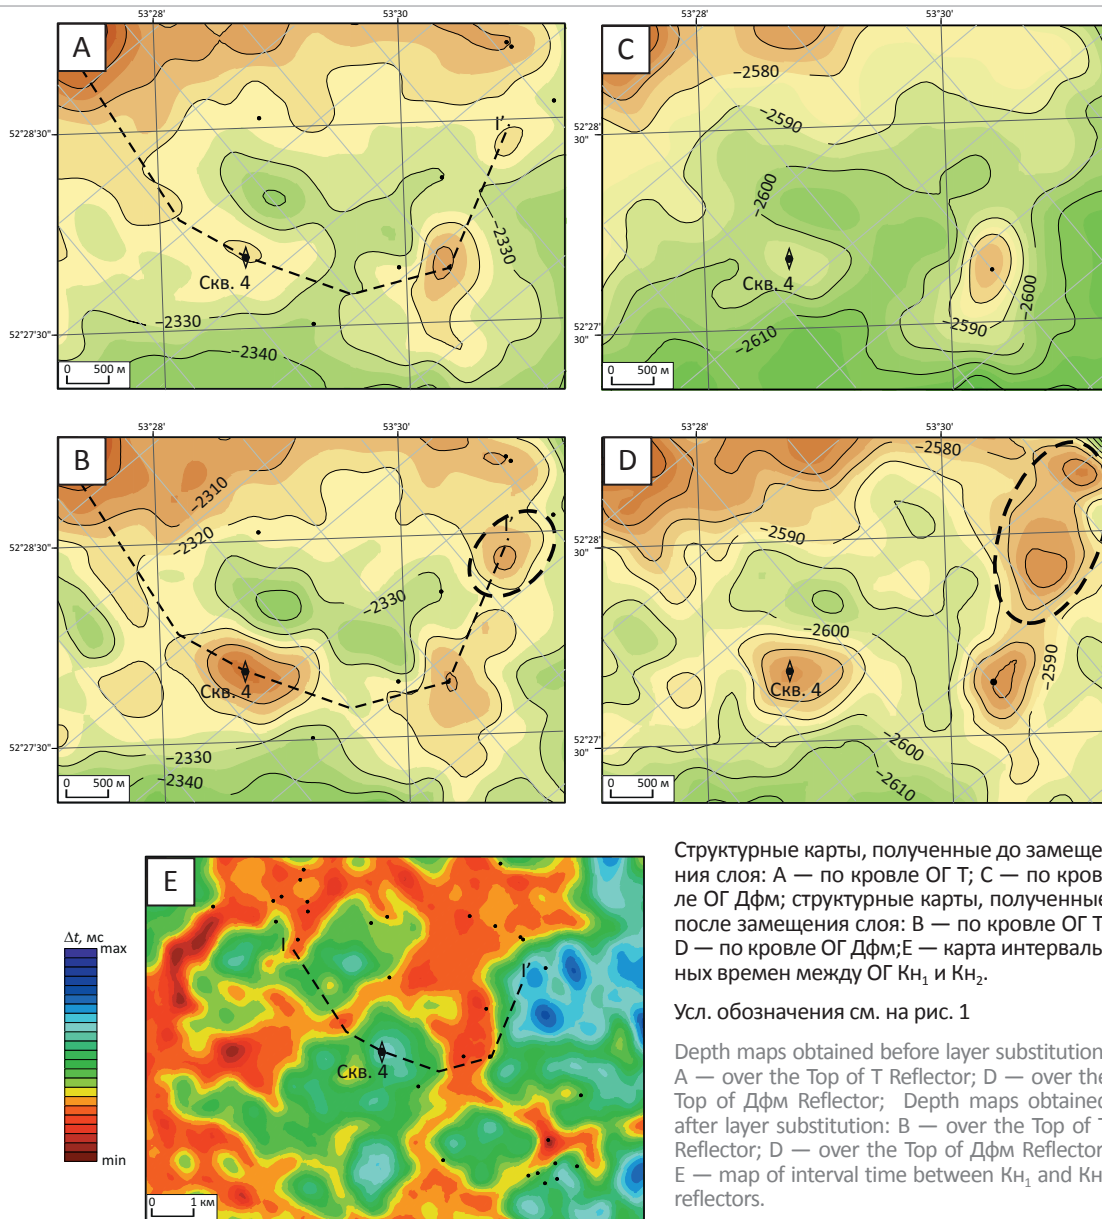 53°28'
53°30'
A
I'
52°28'30"
−2330
Скв. 4
−2330
−2340
52°27'30"
0 500 м
53°28'
53°30'
C
−2580
−2590
52°28'
30"
−2600
Скв. 4
−2600
−2590
−2610
52°27'
30"
0 500 м
53°28'
53°30'
B
−2310
−2320
I'
52°28'30"
−2330
Скв. 4
−2330
−2340
52°27'30"
0 500 м
53°28'
53°30'
D
−2580
−2590
52°28'
30"
−2600
−2590
Скв. 4
−2600
−2610
52°27'
30"
0 500 м
E
Δt, мс
max
min
I
I'
Скв. 4
0 1 км
Структурные карты, полученные до замеще-
ния слоя: A — по кровле ОГ Т; C — по кров-
ле ОГ Дфм; структурные карты, полученные
после замещения слоя: B — по кровле ОГ Т
D — по кровле ОГ Дфм;E — карта интерваль-
ных времен между ОГ Кн₁ и Кн₂.
Усл. обозначения см. на рис. 1
Depth maps obtained before layer substitution
A — over the Top of T Reflector; D — over the
Top of Дфм Reflector; Depth maps obtained
after layer substitution: B — over the Top of T
Reflector; D — over the Top of Дфм Reflector
E — map of interval time between Кн₁ and Кн
reflectors.